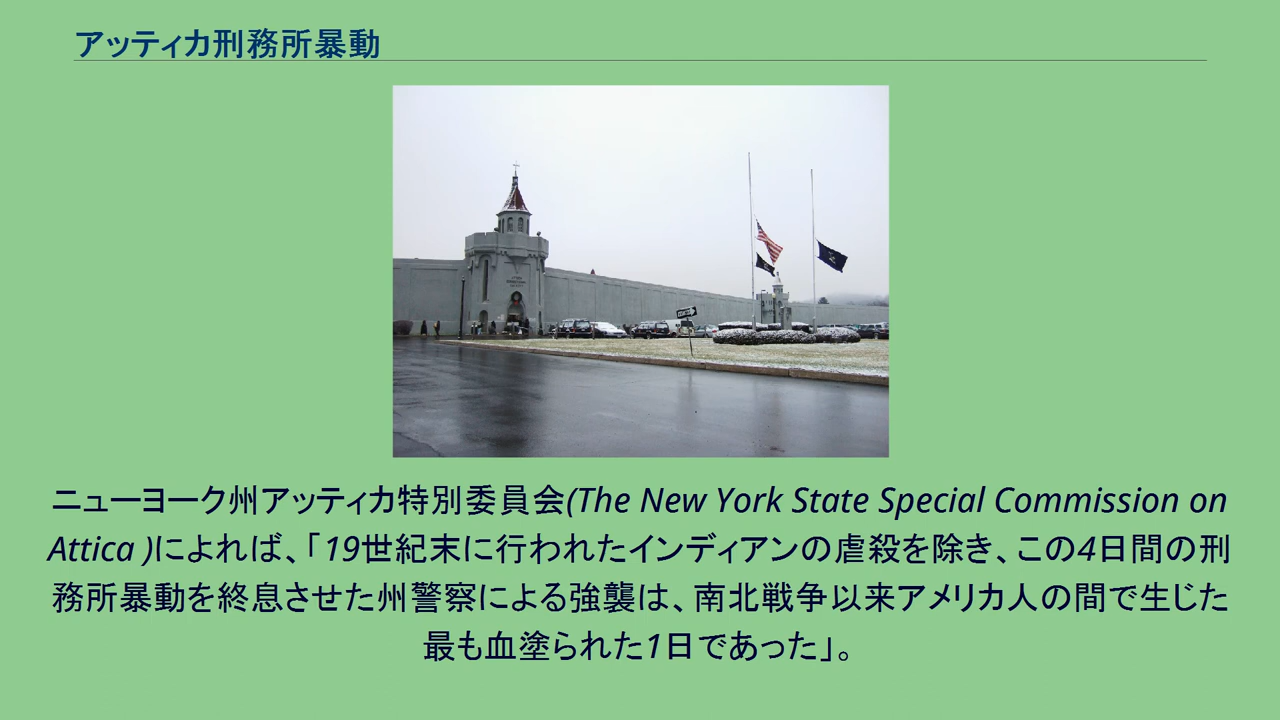 アッティカ刑務所暴動
ニューヨーク州アッティカ特別委員会(The New York State Special Commission on
Attica )によれば、「19世紀末に行われたインディアンの虐殺を除き、この4日間の刑
務所暴動を終息させた州警察による強襲は、南北戦争以来アメリカ人の間で生じた
最も血塗られた1日であった」。